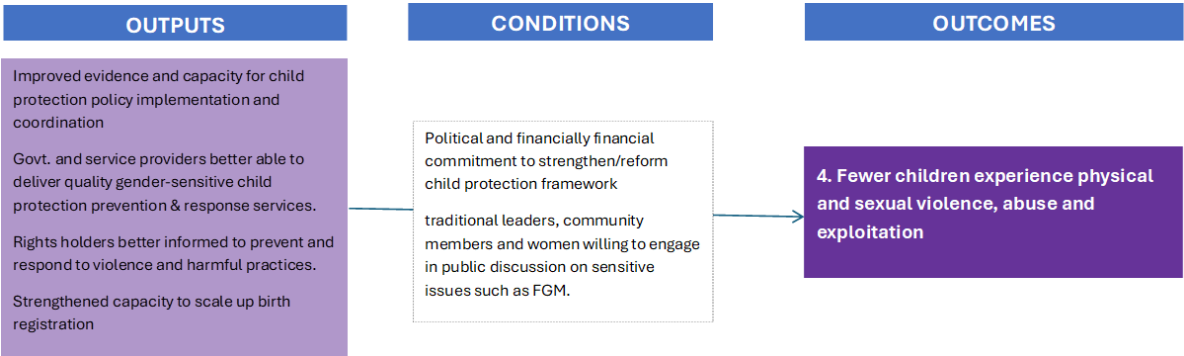 OUTPUTS
CONDITIONS
OUTCOMES
Improved evidence and capacity for child
protection policy implementation and
coordination
Govt. and service providers better able to
deliver quality gender-sensitive child
protection prevention & response services.
Rights holders better informed to prevent and
respond to violence and harmful practices.
Strengthened capacity to scale up birth
registration
Political and financially financial
commitment to strengthen/reform
child protection framework
traditional leaders, community
members and women willing to engage
in public discussion on sensitive
issues such as FGM.
4. Fewer children experience physical
and sexual violence, abuse and
exploitation